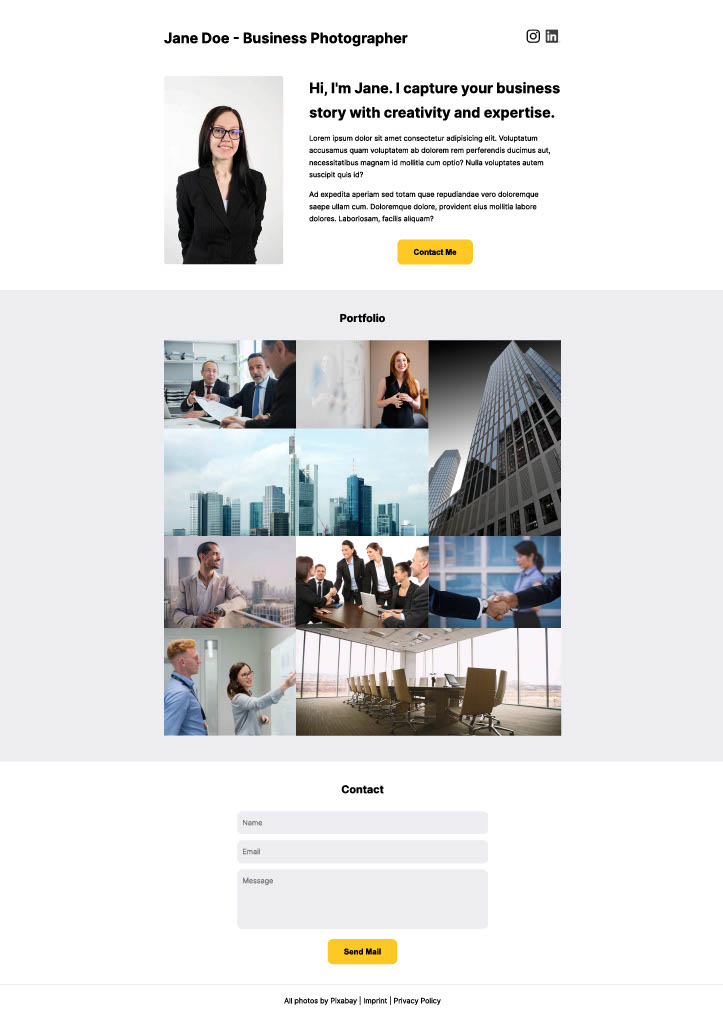 Jane Doe - Business Photographer
Hi, I'm Jane. I capture your business
story with creativity and expertise.
Lorem ipsum dolor sit amet consectetur adipisicing elit. Voluptatum
accusamus quam voluptatem ab dolorem rem perferendis ducimus aut,
necessitatibus magnam id mollitia cum optio? Nulla voluptates autem
suscipit quis id?
Ad expedita aperiam sed totam quae repudiandae vero doloremque
saepe ullam cum. Doloremque dolore, provident eius mollitia labore
dolores. Laboriosam, facilis aliquam?
Contact Me
Portfolio
Contact
Name
Email
Message
Send Mail
All photos by Pixabay | Imprint | Privacy Policy